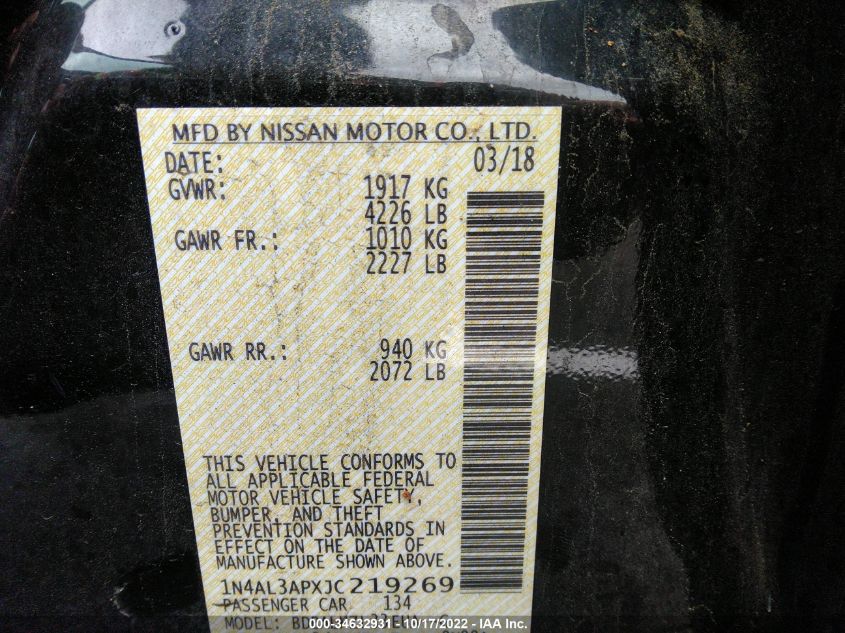 MFD BY NISSAN MOTOR CO., LTD.
DATE: 03/18
GVWR: 1917 KG
4226 LB
GAWR FR.: 1010 KG
2227 LB
GAWR RR.: 940 KG
2072 LB
THIS VEHICLE CONFORMS TO
ALL APPLICABLE FEDERAL
MOTOR VEHICLE SAFETY,
BUMPER, AND THEFT
PREVENTION STANDARDS IN
EFFECT ON THE DATE OF
MANUFACTURE SHOWN ABOVE.
1N4AL3APXJC219269
PASSENGER CAR 134
MODEL:
000-34632931 - 10/17/2022 - IAA Inc.